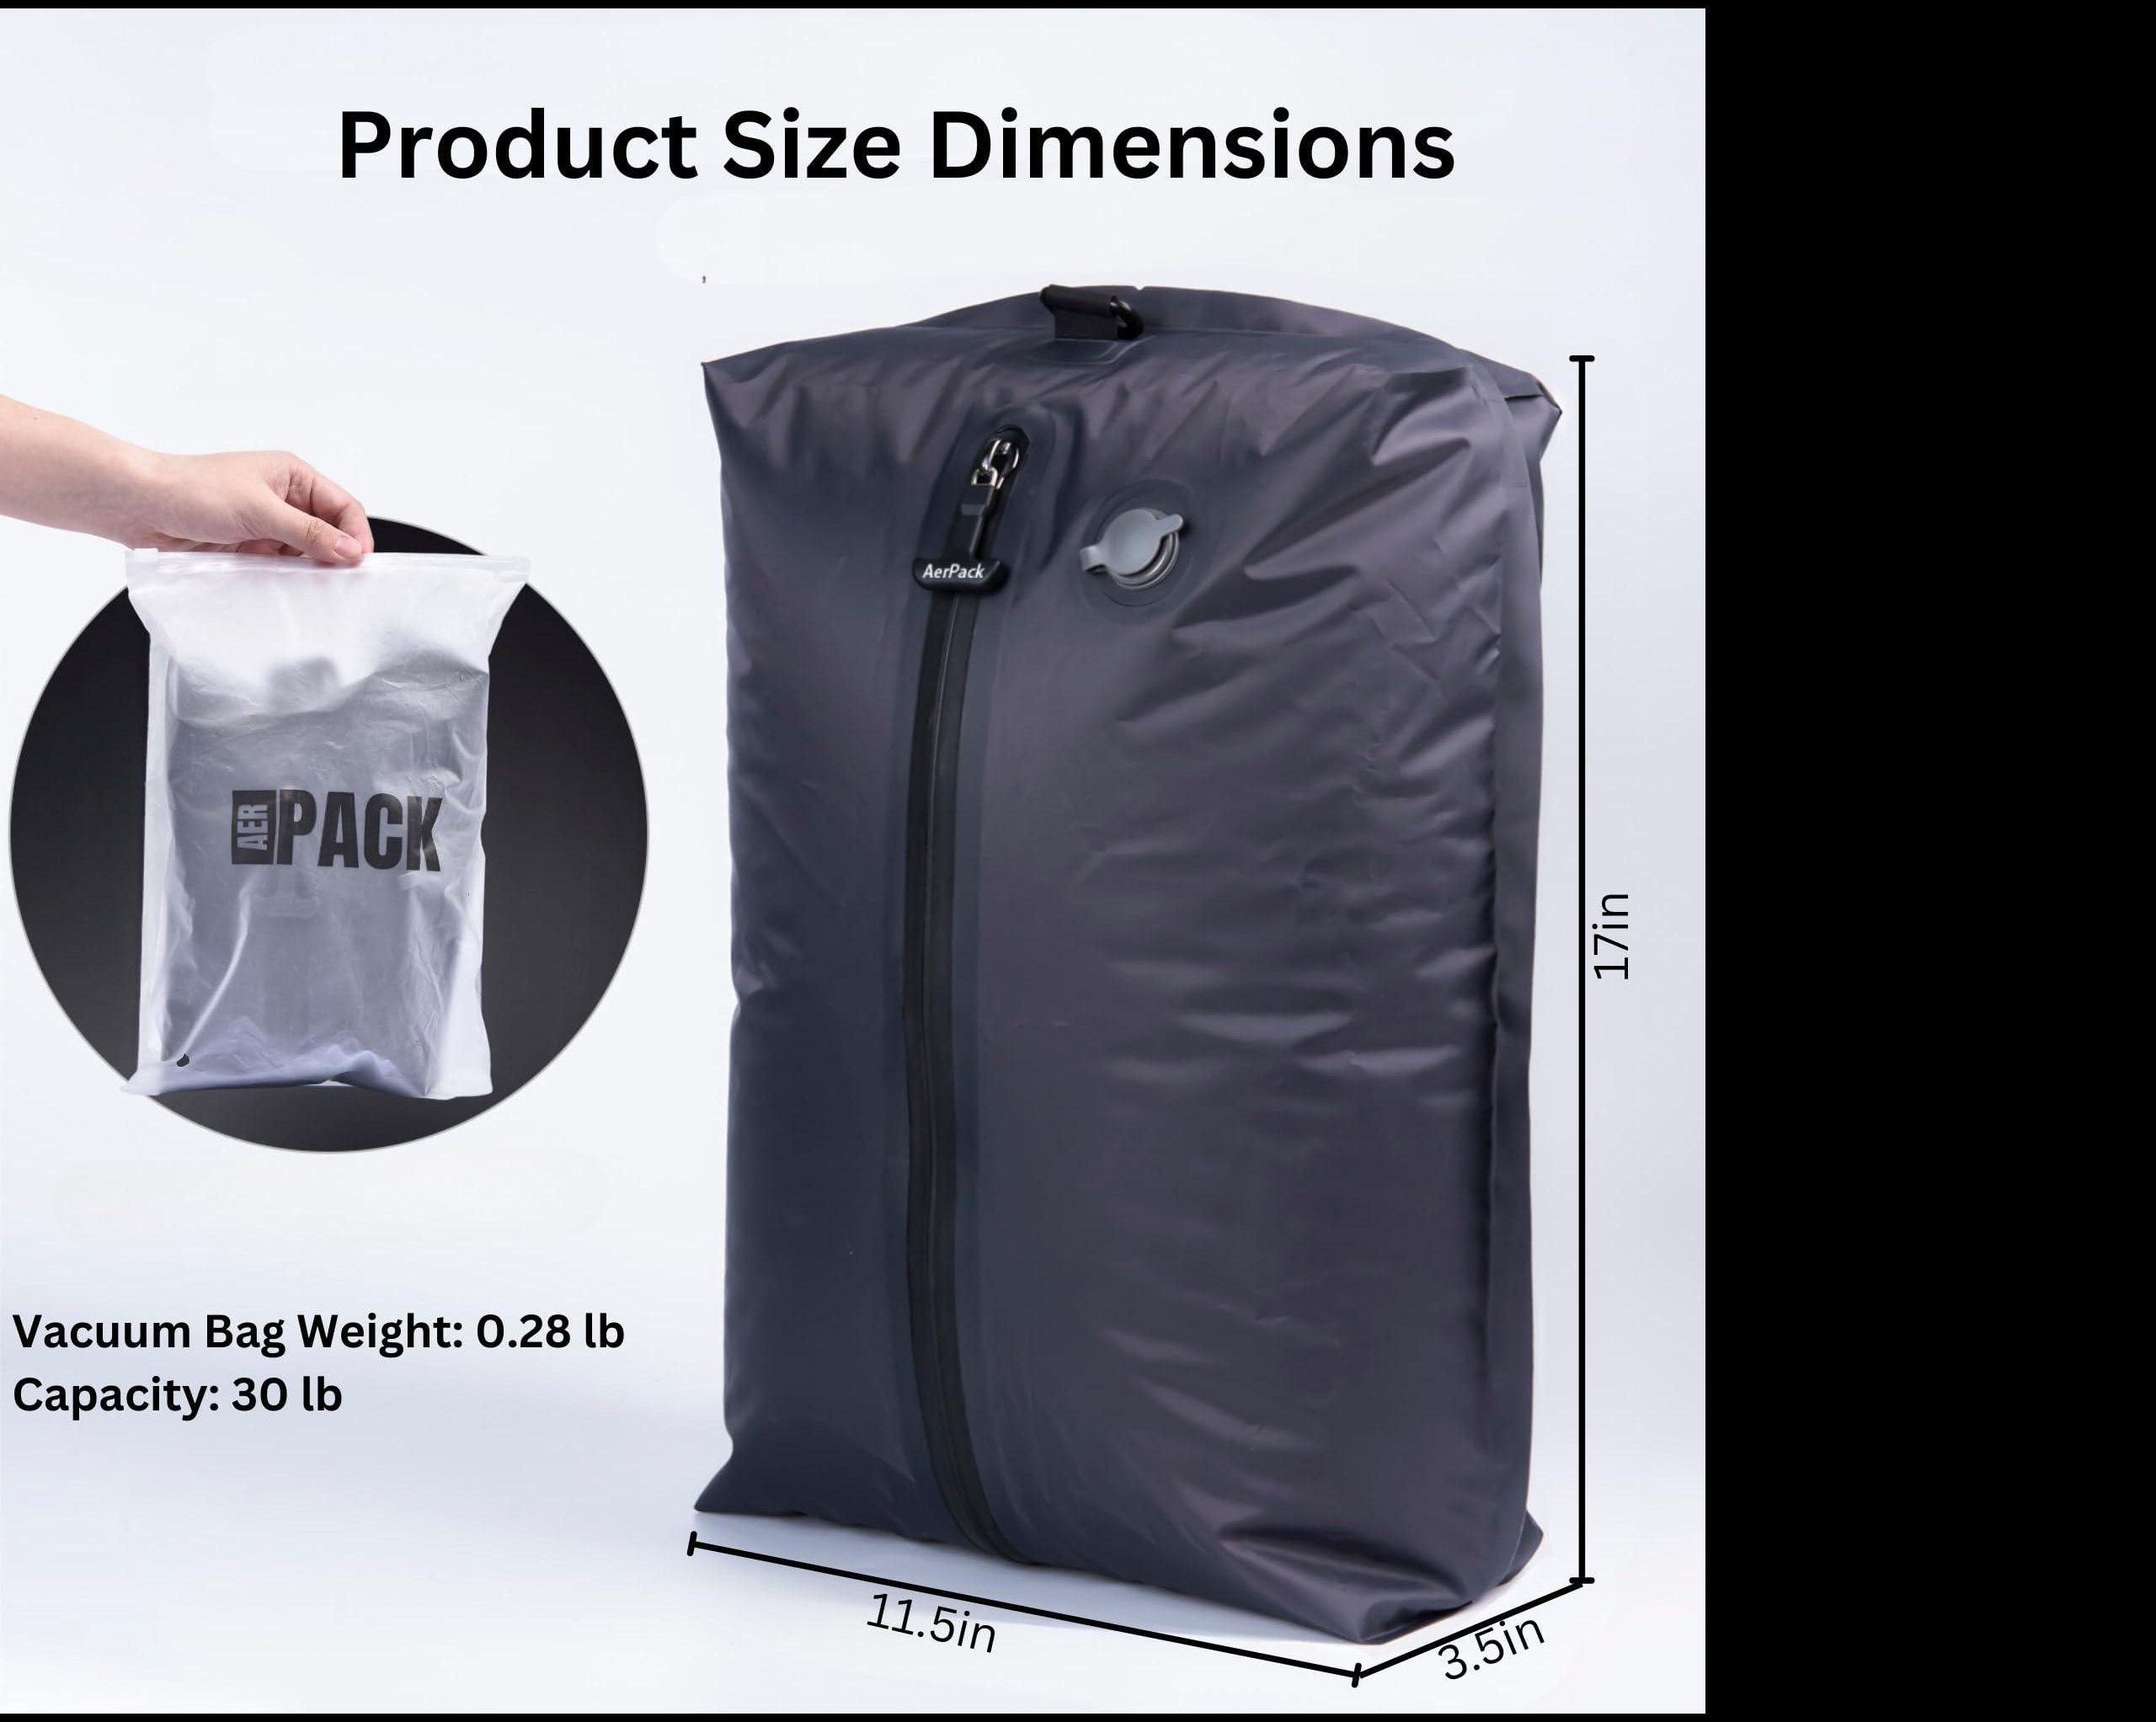 Product Size Dimensions
AerPack
AER PACK
17in
Vacuum Bag Weight: 0.28 lb
Capacity: 30 lb
11.5in
3.5in